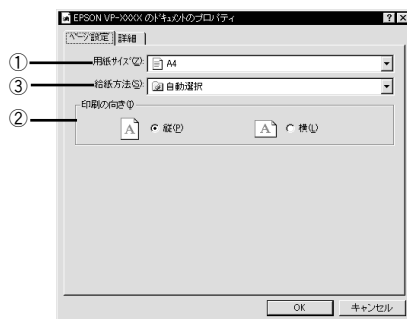 EPSON VP-XXXX のドキュメントのプロパティ
ページ設定 詳細
① 用紙サイズ(Z): A4
③ 給紙方法(S): 自動選択
② 印刷の向き(I)
A 縦(P) A 横(L)
OK キャンセル